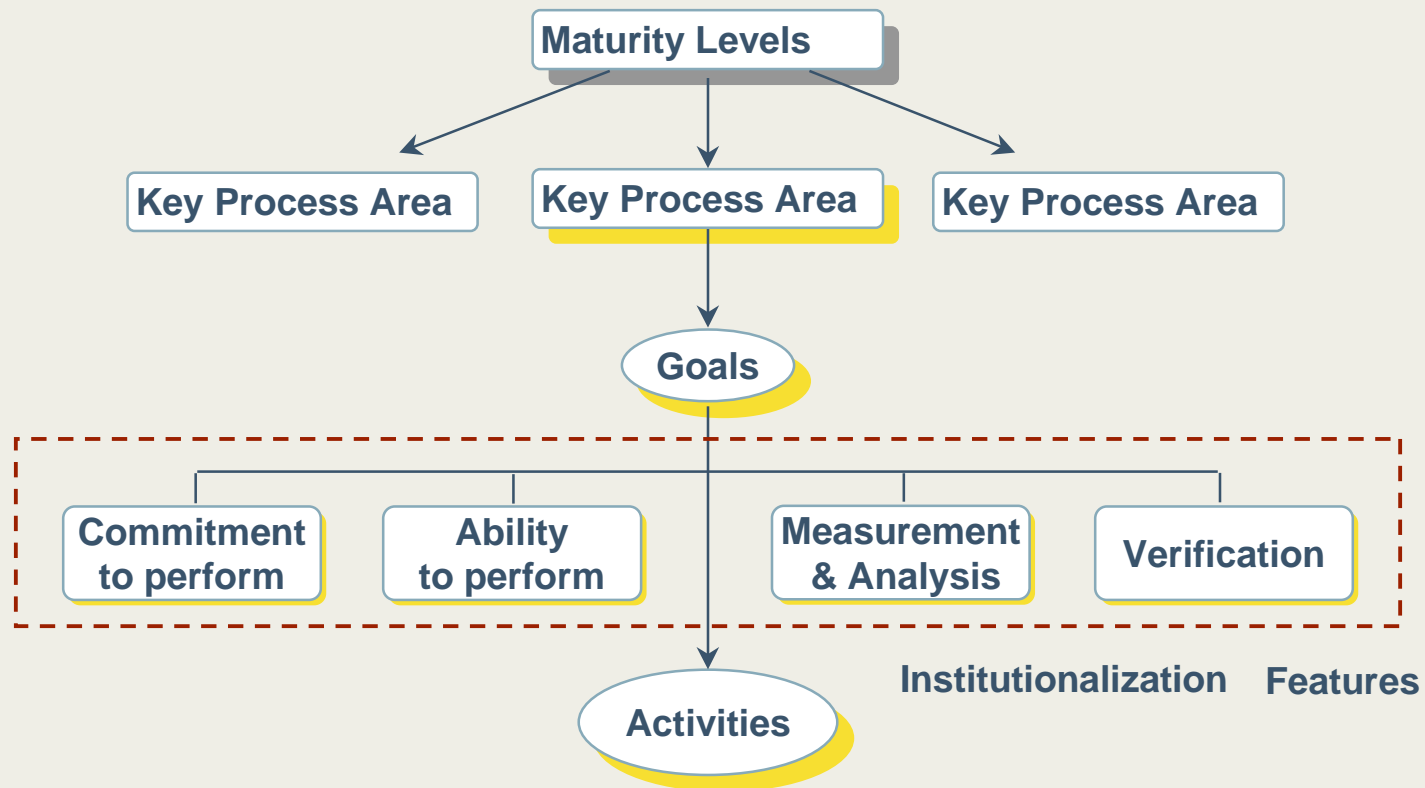 Maturity Levels
Key Process Area
Key Process Area
Key Process Area
Goals
Commitment
to perform
Ability
to perform
Measurement
& Analysis
Verification
Institutionalization Features
Activities